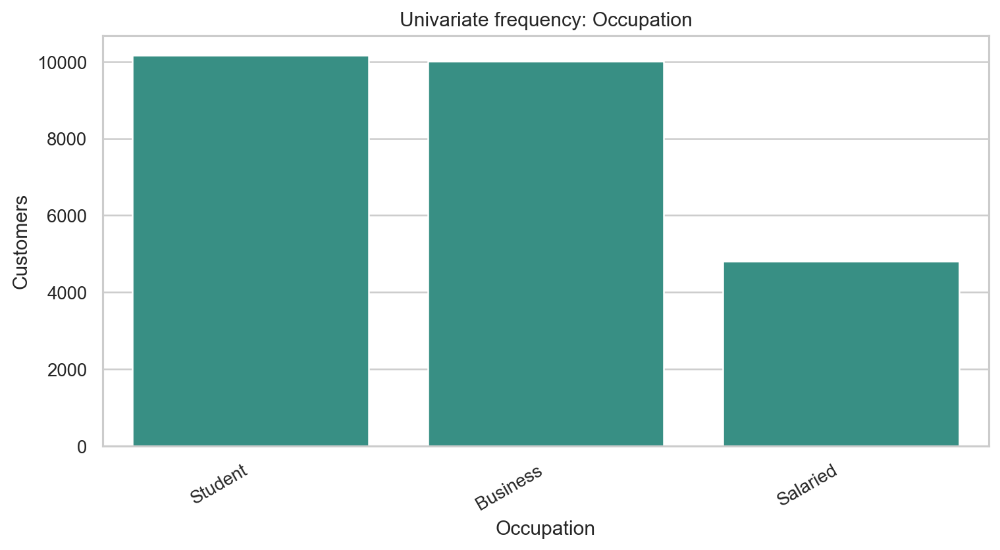 Univariate frequency: Occupation
Customers
10000
8000
6000
4000
2000
0
Student
Business
Salaried
Occupation